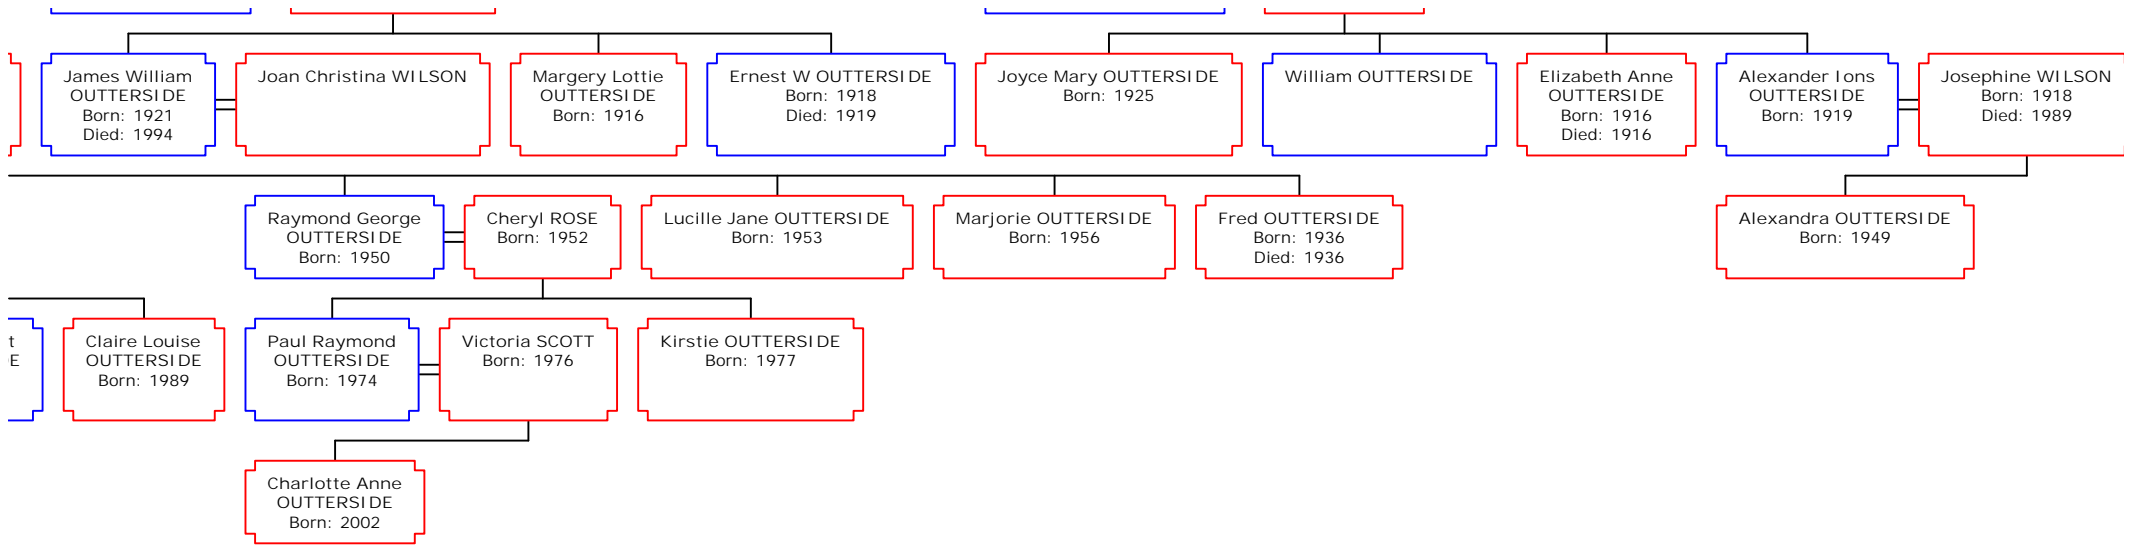 James William
OUTTERSIDE
Born: 1921
Died: 1994
Joan Christina WILSON
Margery Lottie
OUTTERSIDE
Born: 1916
Ernest W OUTTERSIDE
Born: 1918
Died: 1919
Joyce Mary OUTTERSIDE
Born: 1925
William OUTTERSIDE
Elizabeth Anne
OUTTERSIDE
Born: 1916
Died: 1916
Alexander Ions
OUTTERSIDE
Born: 1919
Josephine WILSON
Born: 1918
Died: 1989
Raymond George
OUTTERSIDE
Born: 1950
Cheryl ROSE
Born: 1952
Lucille Jane OUTTERSIDE
Born: 1953
Marjorie OUTTERSIDE
Born: 1956
Fred OUTTERSIDE
Born: 1936
Died: 1936
Alexandra OUTTERSIDE
Born: 1949
t
E
Claire Louise
OUTTERSIDE
Born: 1989
Paul Raymond
OUTTERSIDE
Born: 1974
Victoria SCOTT
Born: 1976
Kirstie OUTTERSIDE
Born: 1977
Charlotte Anne
OUTTERSIDE
Born: 2002